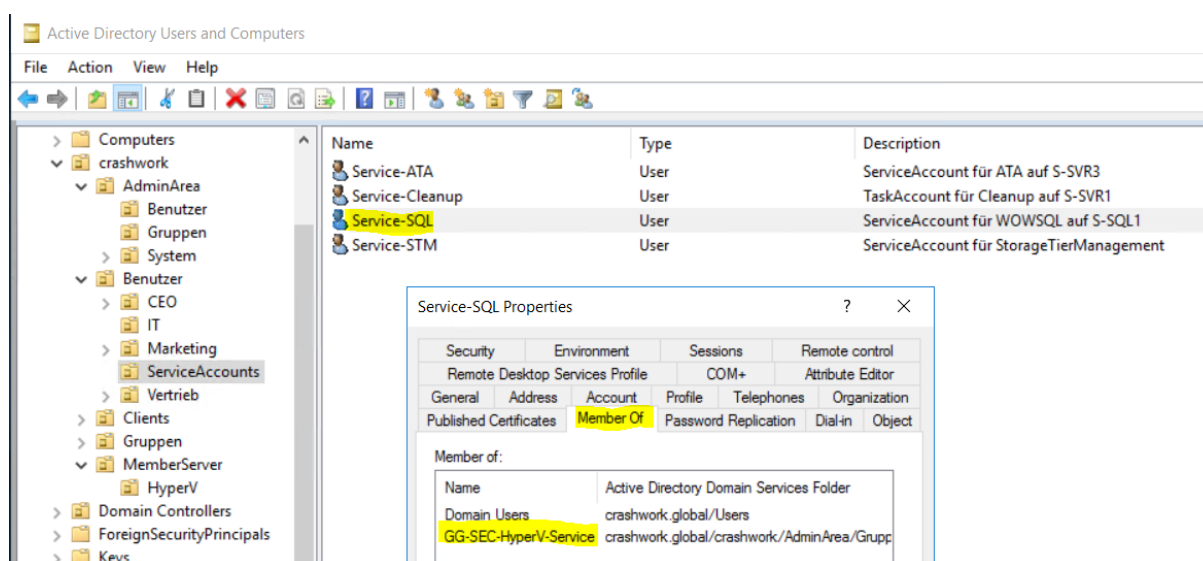 Active Directory Users and Computers
File Action View Help
Computers
crashwork
AdminArea
Benutzer
Gruppen
System
Benutzer
CEO
IT
Marketing
ServiceAccounts
Vertrieb
Clients
Gruppen
MemberServer
HyperV
Domain Controllers
ForeignSecurityPrincipals
Keys
Name Type Description
Service-ATA User ServiceAccount für ATA auf S-SVR3
Service-Cleanup User TaskAccount für Cleanup auf S-SVR1
Service-SQL User ServiceAccount für WOWSQL auf S-SQL1
Service-STM User ServiceAccount für StorageTierManagement
Service-SQL Properties ?
Security Environment Sessions Remote control
Remote Desktop Services Profile COM+ Attribute Editor
General Address Account Profile Telephones Organization
Published Certificates Member Of Password Replication Dial-in Object
Member of:
Name Active Directory Domain Services Folder
Domain Users crashwork.global/Users
GG-SEC-HyperV-Service crashwork.global/crashwork/AdminArea/Grupp